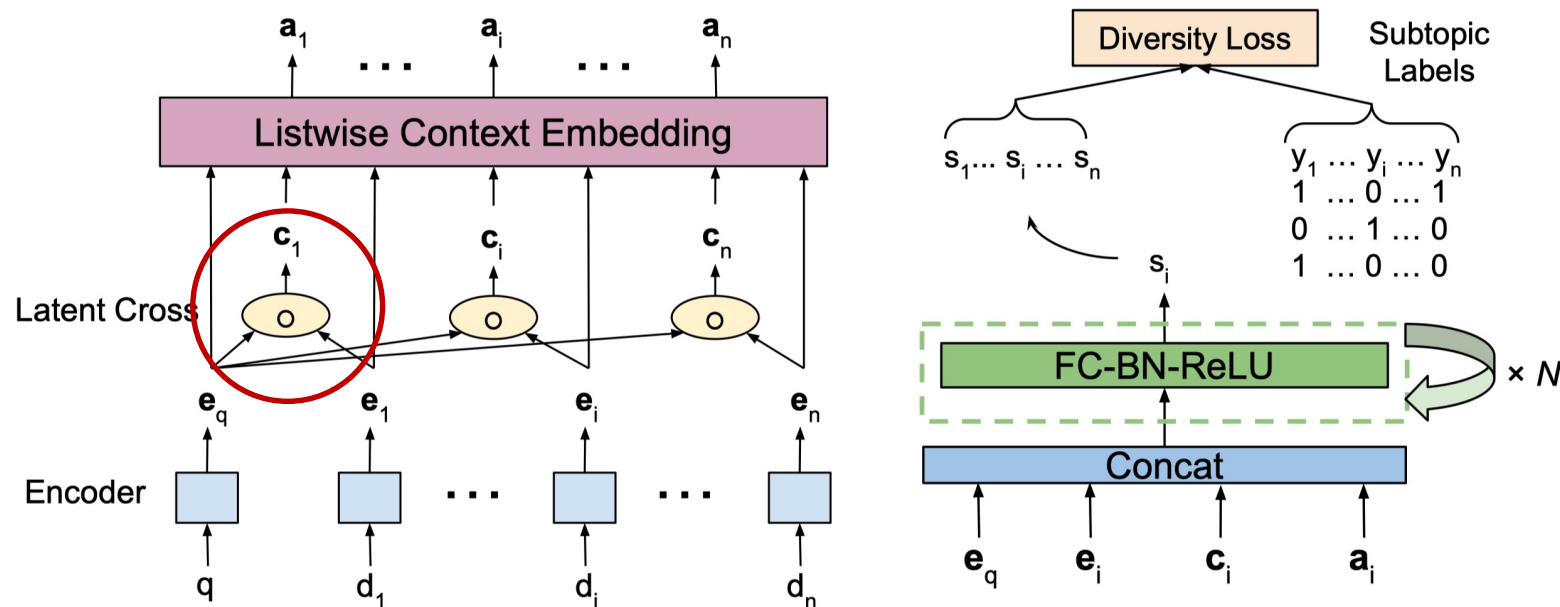 a1 ... ai ... an
Listwise Context Embedding
c1 ci cn
Latent Cross
o o o
eq e1 ei en
Encoder ... ...
q d1 di dn
Diversity Loss
Subtopic
Labels
s1... si ... sn
y1 ... yi ... yn
1 ... 0 ... 1
0 ... 1 ... 0
1 ... 0 ... 0
si
FC-BN-ReLU
× N
Concat
eq ei ci ai